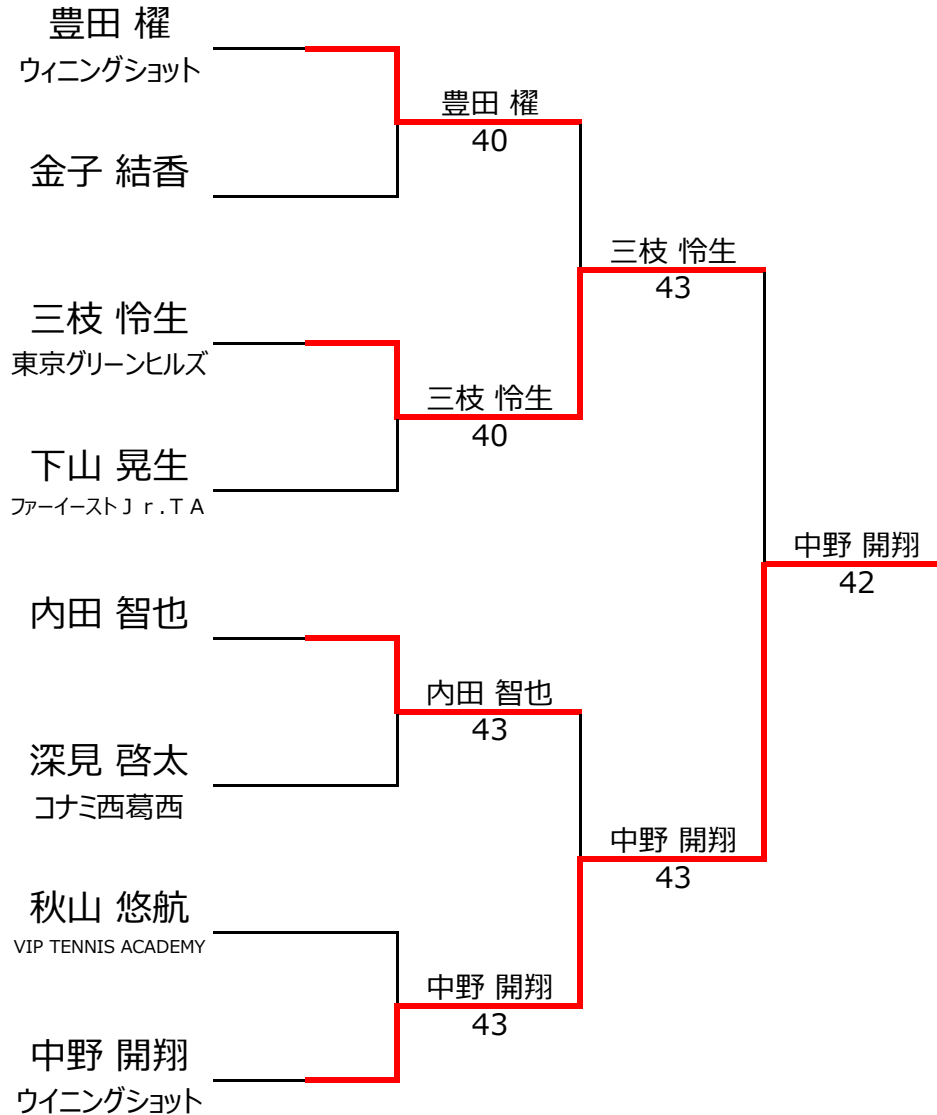 豊田 櫂
ウィニングショット
金子 結香
三枝 怜生
東京グリーンヒルズ
下山 晃生
ファーイーストＪｒ.ＴＡ
内田 智也
深見 啓太
コナミ西葛西
秋山 悠航
VIP TENNIS ACADEMY
中野 開翔
ウイニングショット
豊田 櫂
40
三枝 怜生
40
内田 智也
43
中野 開翔
43
三枝 怜生
43
中野 開翔
43
中野 開翔
42